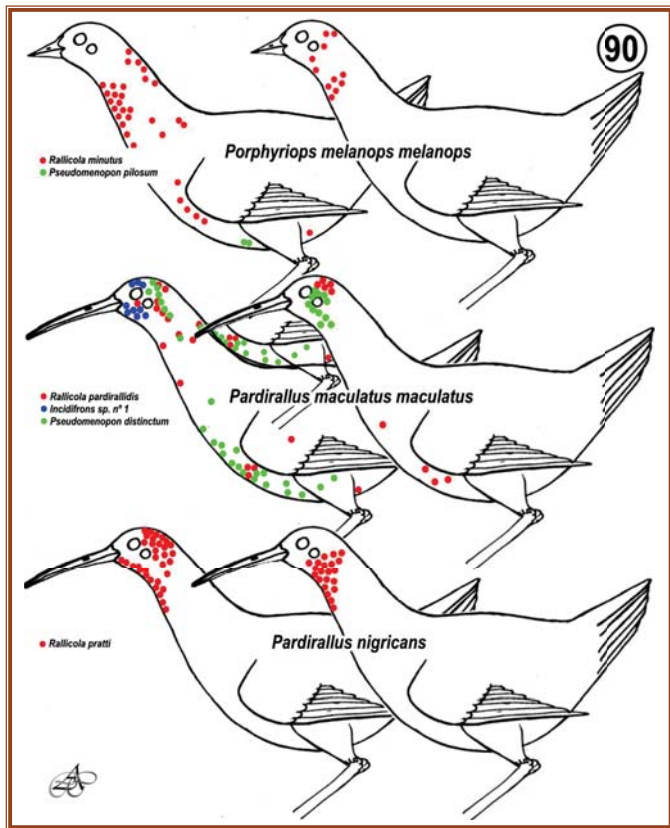 90
Porphyriops melanops melanops
Rallicola minutus
Pseudomenopon pilosum
Rallicola pardirallidis
Incidifrons sp. nº 1
Pseudomenopon distinctum
Pardirallus maculatus maculatus
Rallicola pratti
Pardirallus nigricans